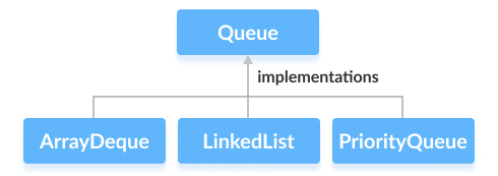 Queue
implementations
ArrayDeque
LinkedList
PriorityQueue